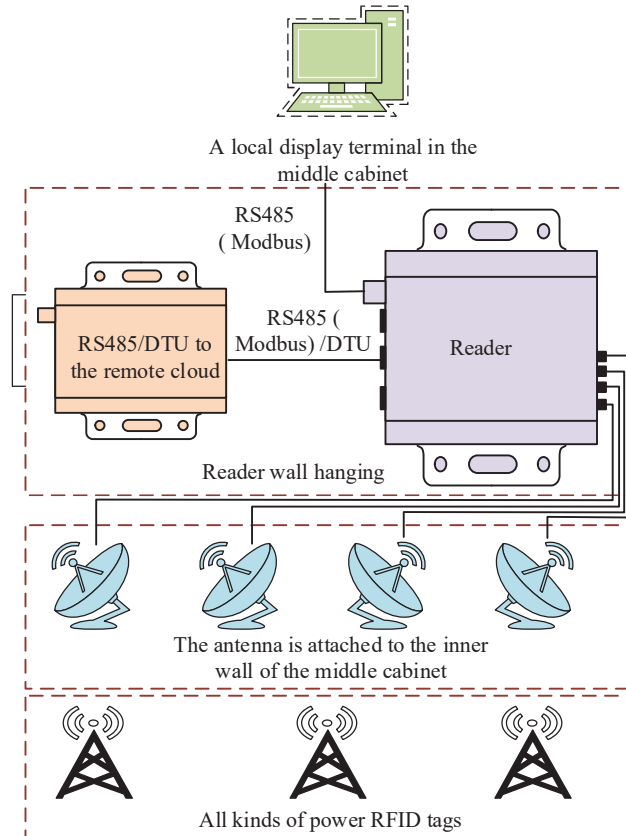 A local display terminal in the
middle cabinet
RS485
( Modbus)
RS485/DTU to
the remote cloud
RS485 (
Modbus) /DTU
Reader
Reader wall hanging
The antenna is attached to the inner
wall of the middle cabinet
All kinds of power RFID tags